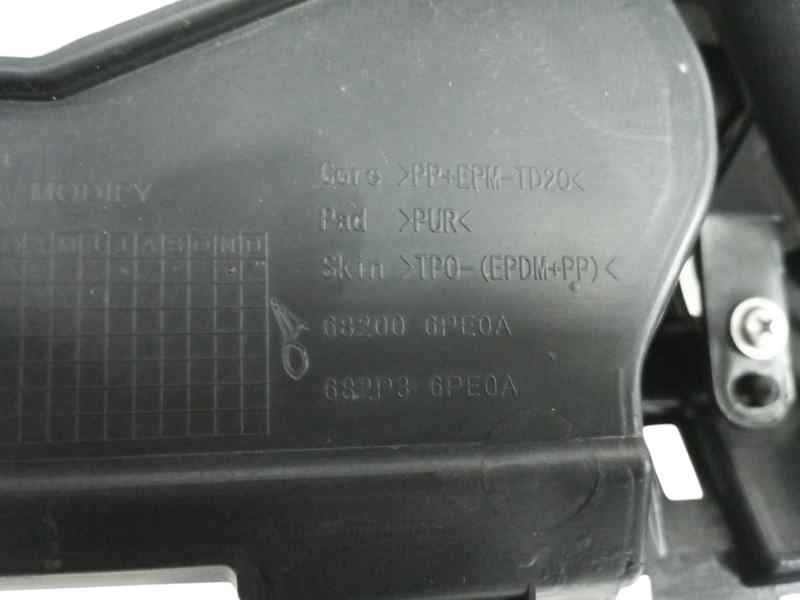 Core >PP+EPM-TD20<
MODIFY
Pad >PUR<
M J J A S O N D
Skin >TPO-(EPDM+PP)<
68200 6PE0A
682P3 6PE0A